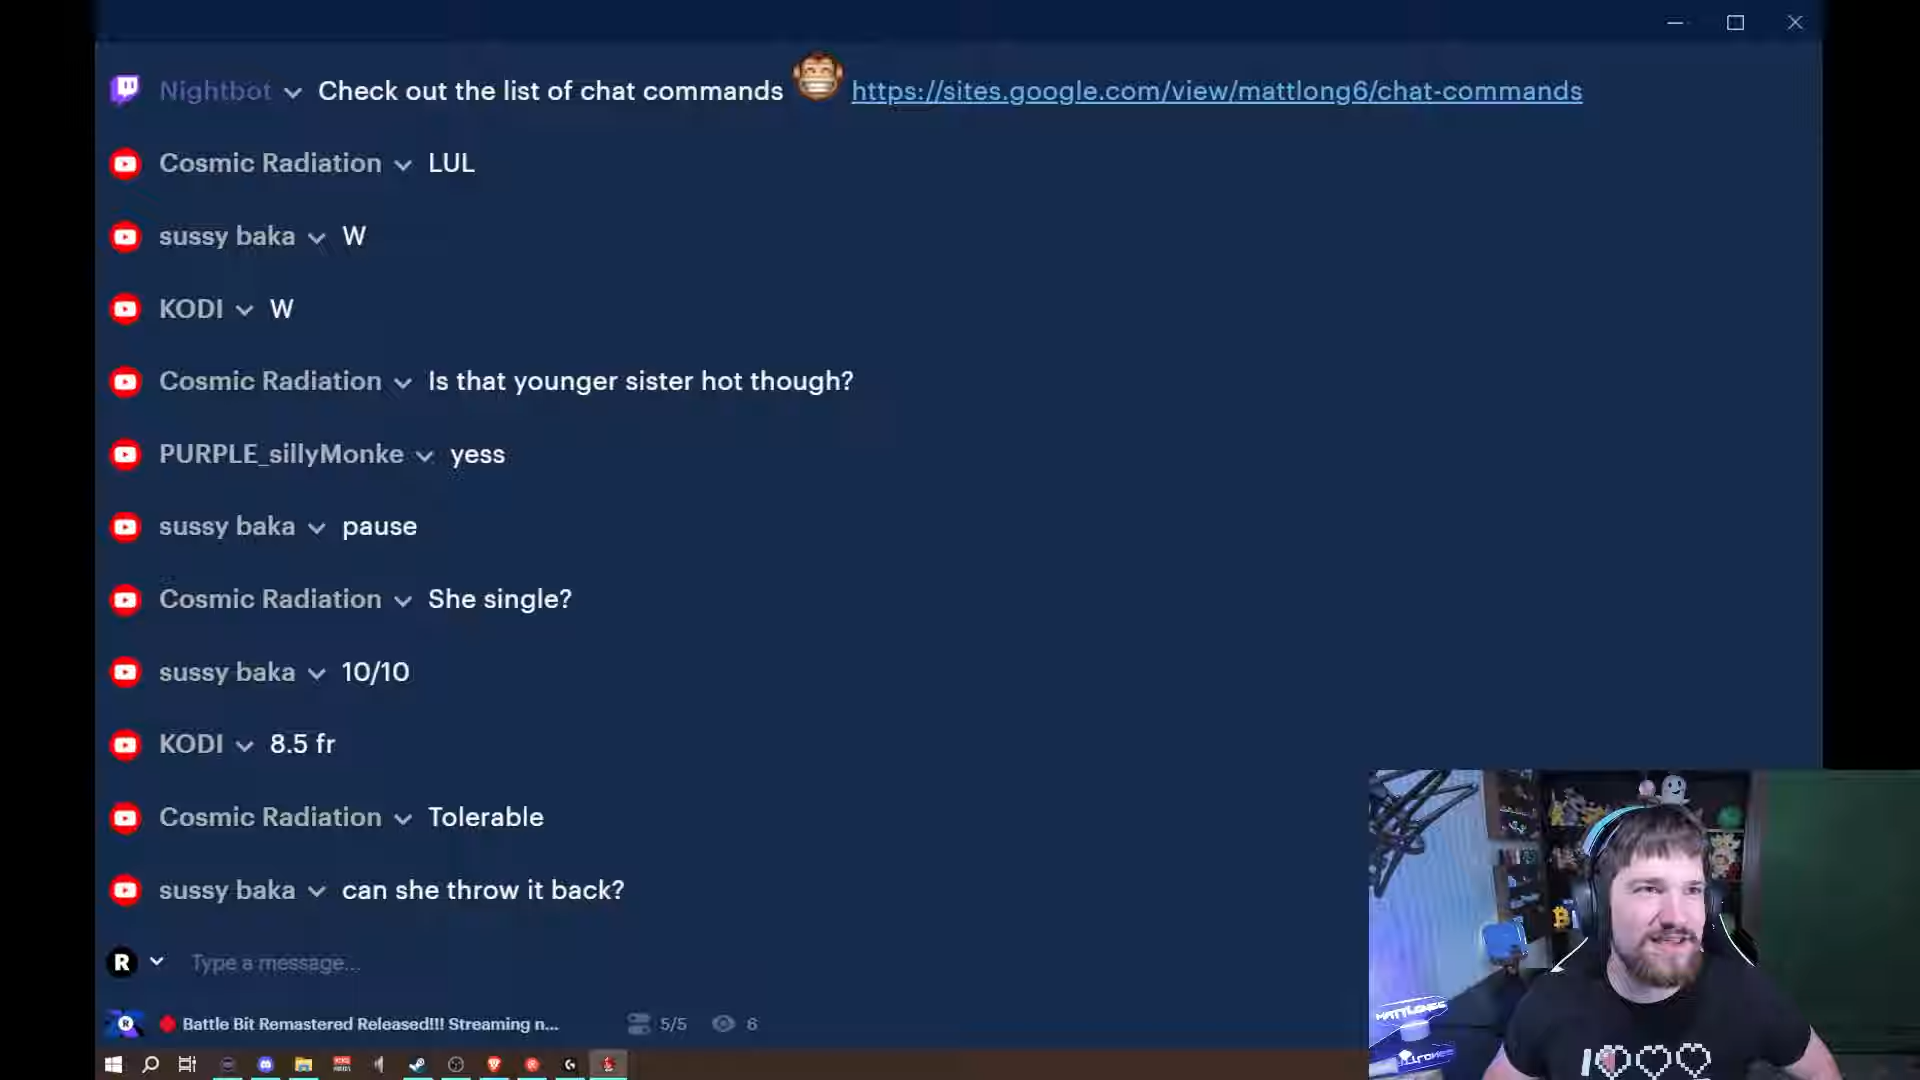 Nightbot Check out the list of chat commands https://sites.google.com/view/mattlong6/chat-commands
Cosmic Radiation LUL
sussy baka W
KODI W
Cosmic Radiation Is that younger sister hot though?
PURPLE_sillyMonke yess
sussy baka pause
Cosmic Radiation She single?
sussy baka 10/10
KODI 8.5 fr
Cosmic Radiation Tolerable
sussy baka can she throw it back?
R Type a message...
Battle Bit Remastered Released!!! Streaming n... 5/5 6